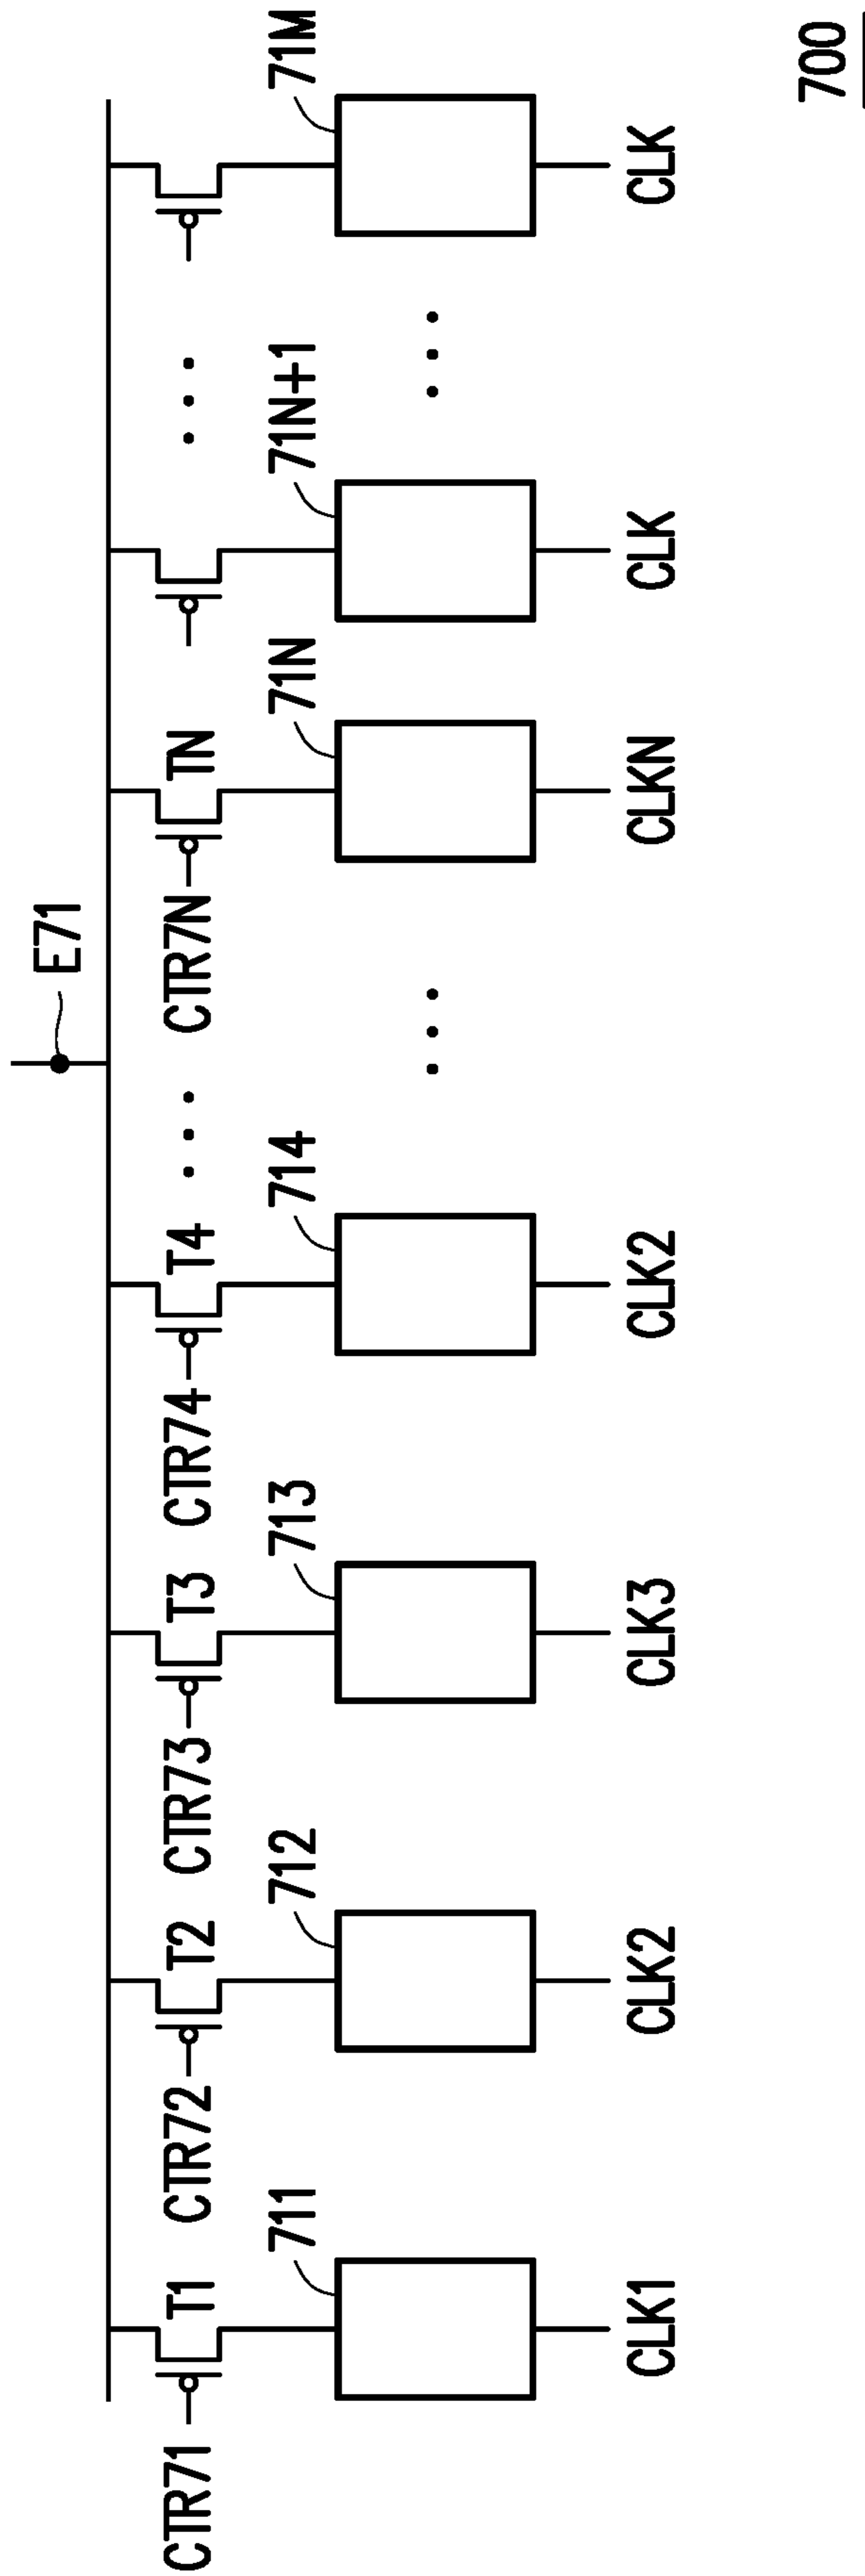 E71
T1 T2 T3 T4 TN
CTR71 CTR72 CTR73 CTR74 CTR7N
711 712 713 714 71N 71N+1 71M
CLK1 CLK2 CLK3 CLK2 CLKN CLK CLK
700